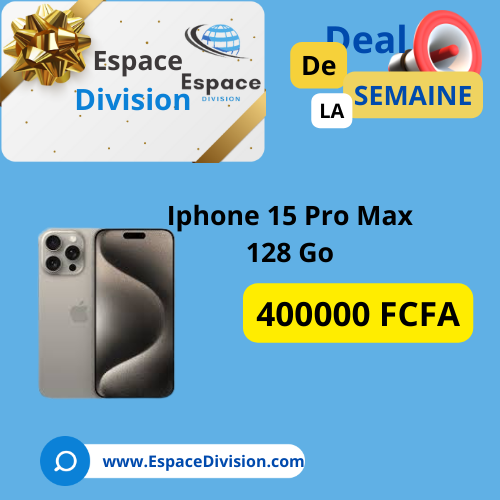 Espace
Division
Espace
DIVISION
Deal
De
LA
SEMAINE
Iphone 15 Pro Max
128 Go
400000 FCFA
www.EspaceDivision.com